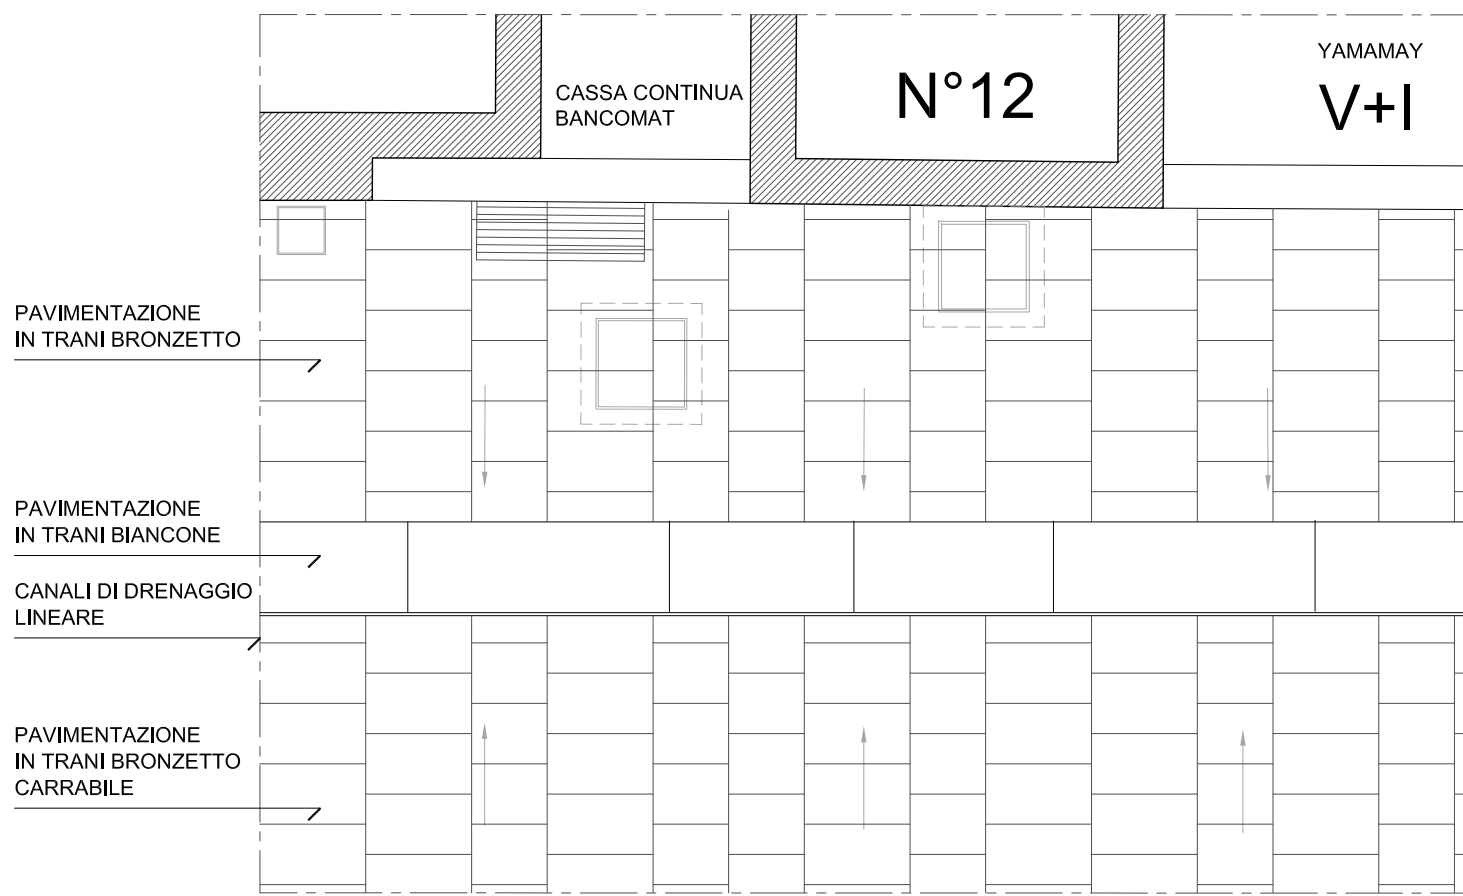 CASSA CONTINUA
BANCOMAT
N°12
YAMAMAY
V+I
PAVIMENTAZIONE
IN TRANI BRONZETTO
PAVIMENTAZIONE
IN TRANI BIANCONE
CANALI DI DRENAGGIO
LINEARE
PAVIMENTAZIONE
IN TRANI BRONZETTO
CARRABILE